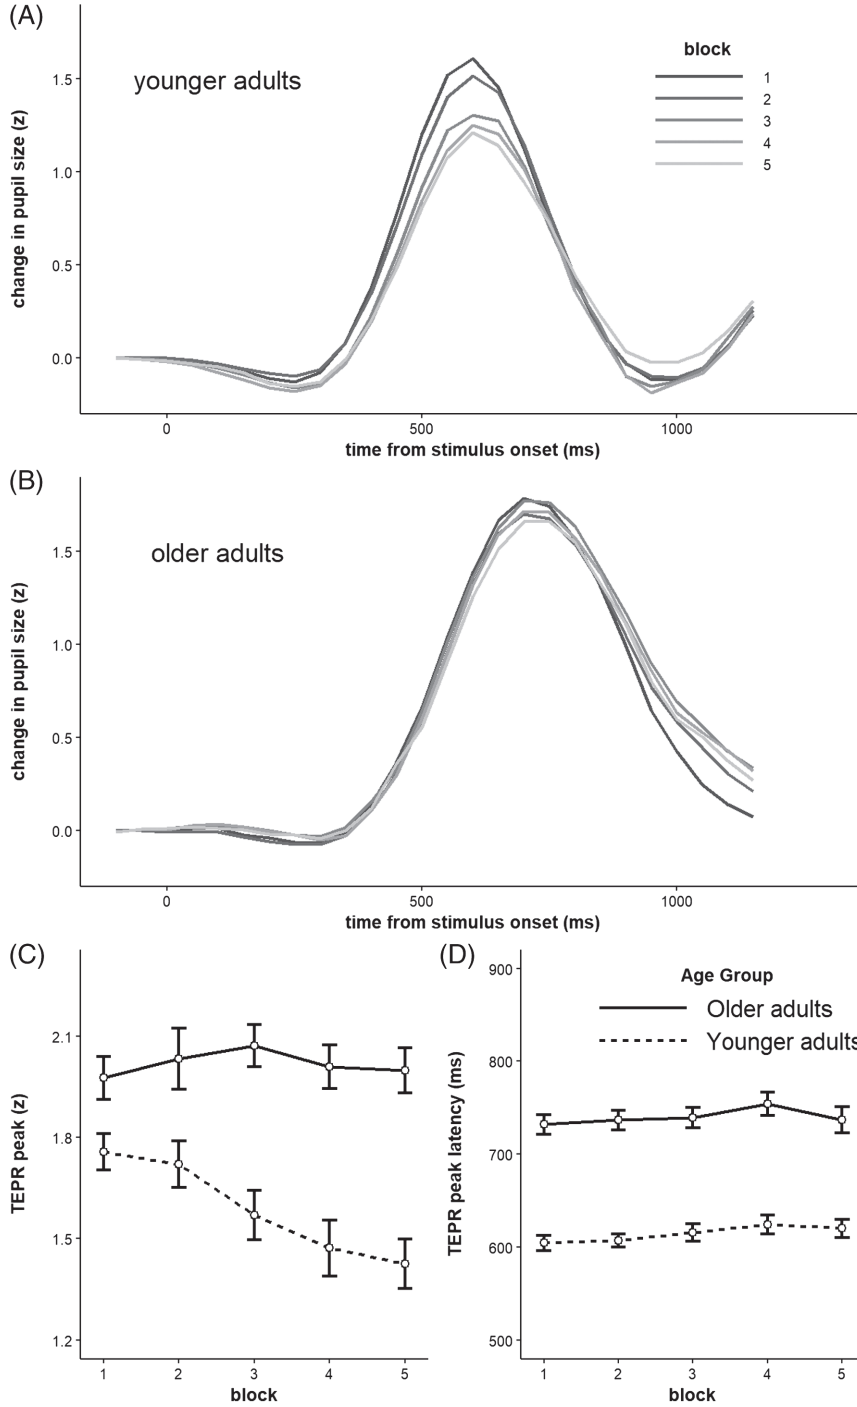 (A)
younger adults
block
1
2
3
4
5
change in pupil size (z)
1.5
1.0
0.5
0.0
0 500 1000
time from stimulus onset (ms)
(B)
older adults
change in pupil size (z)
1.5
1.0
0.5
0.0
0 500 1000
time from stimulus onset (ms)
(C)
TEPR peak (z)
2.1
1.8
1.5
1.2
1 2 3 4 5
block
(D)
Age Group
Older adults
Younger adults
TEPR peak latency (ms)
900
800
700
600
500
1 2 3 4 5
block